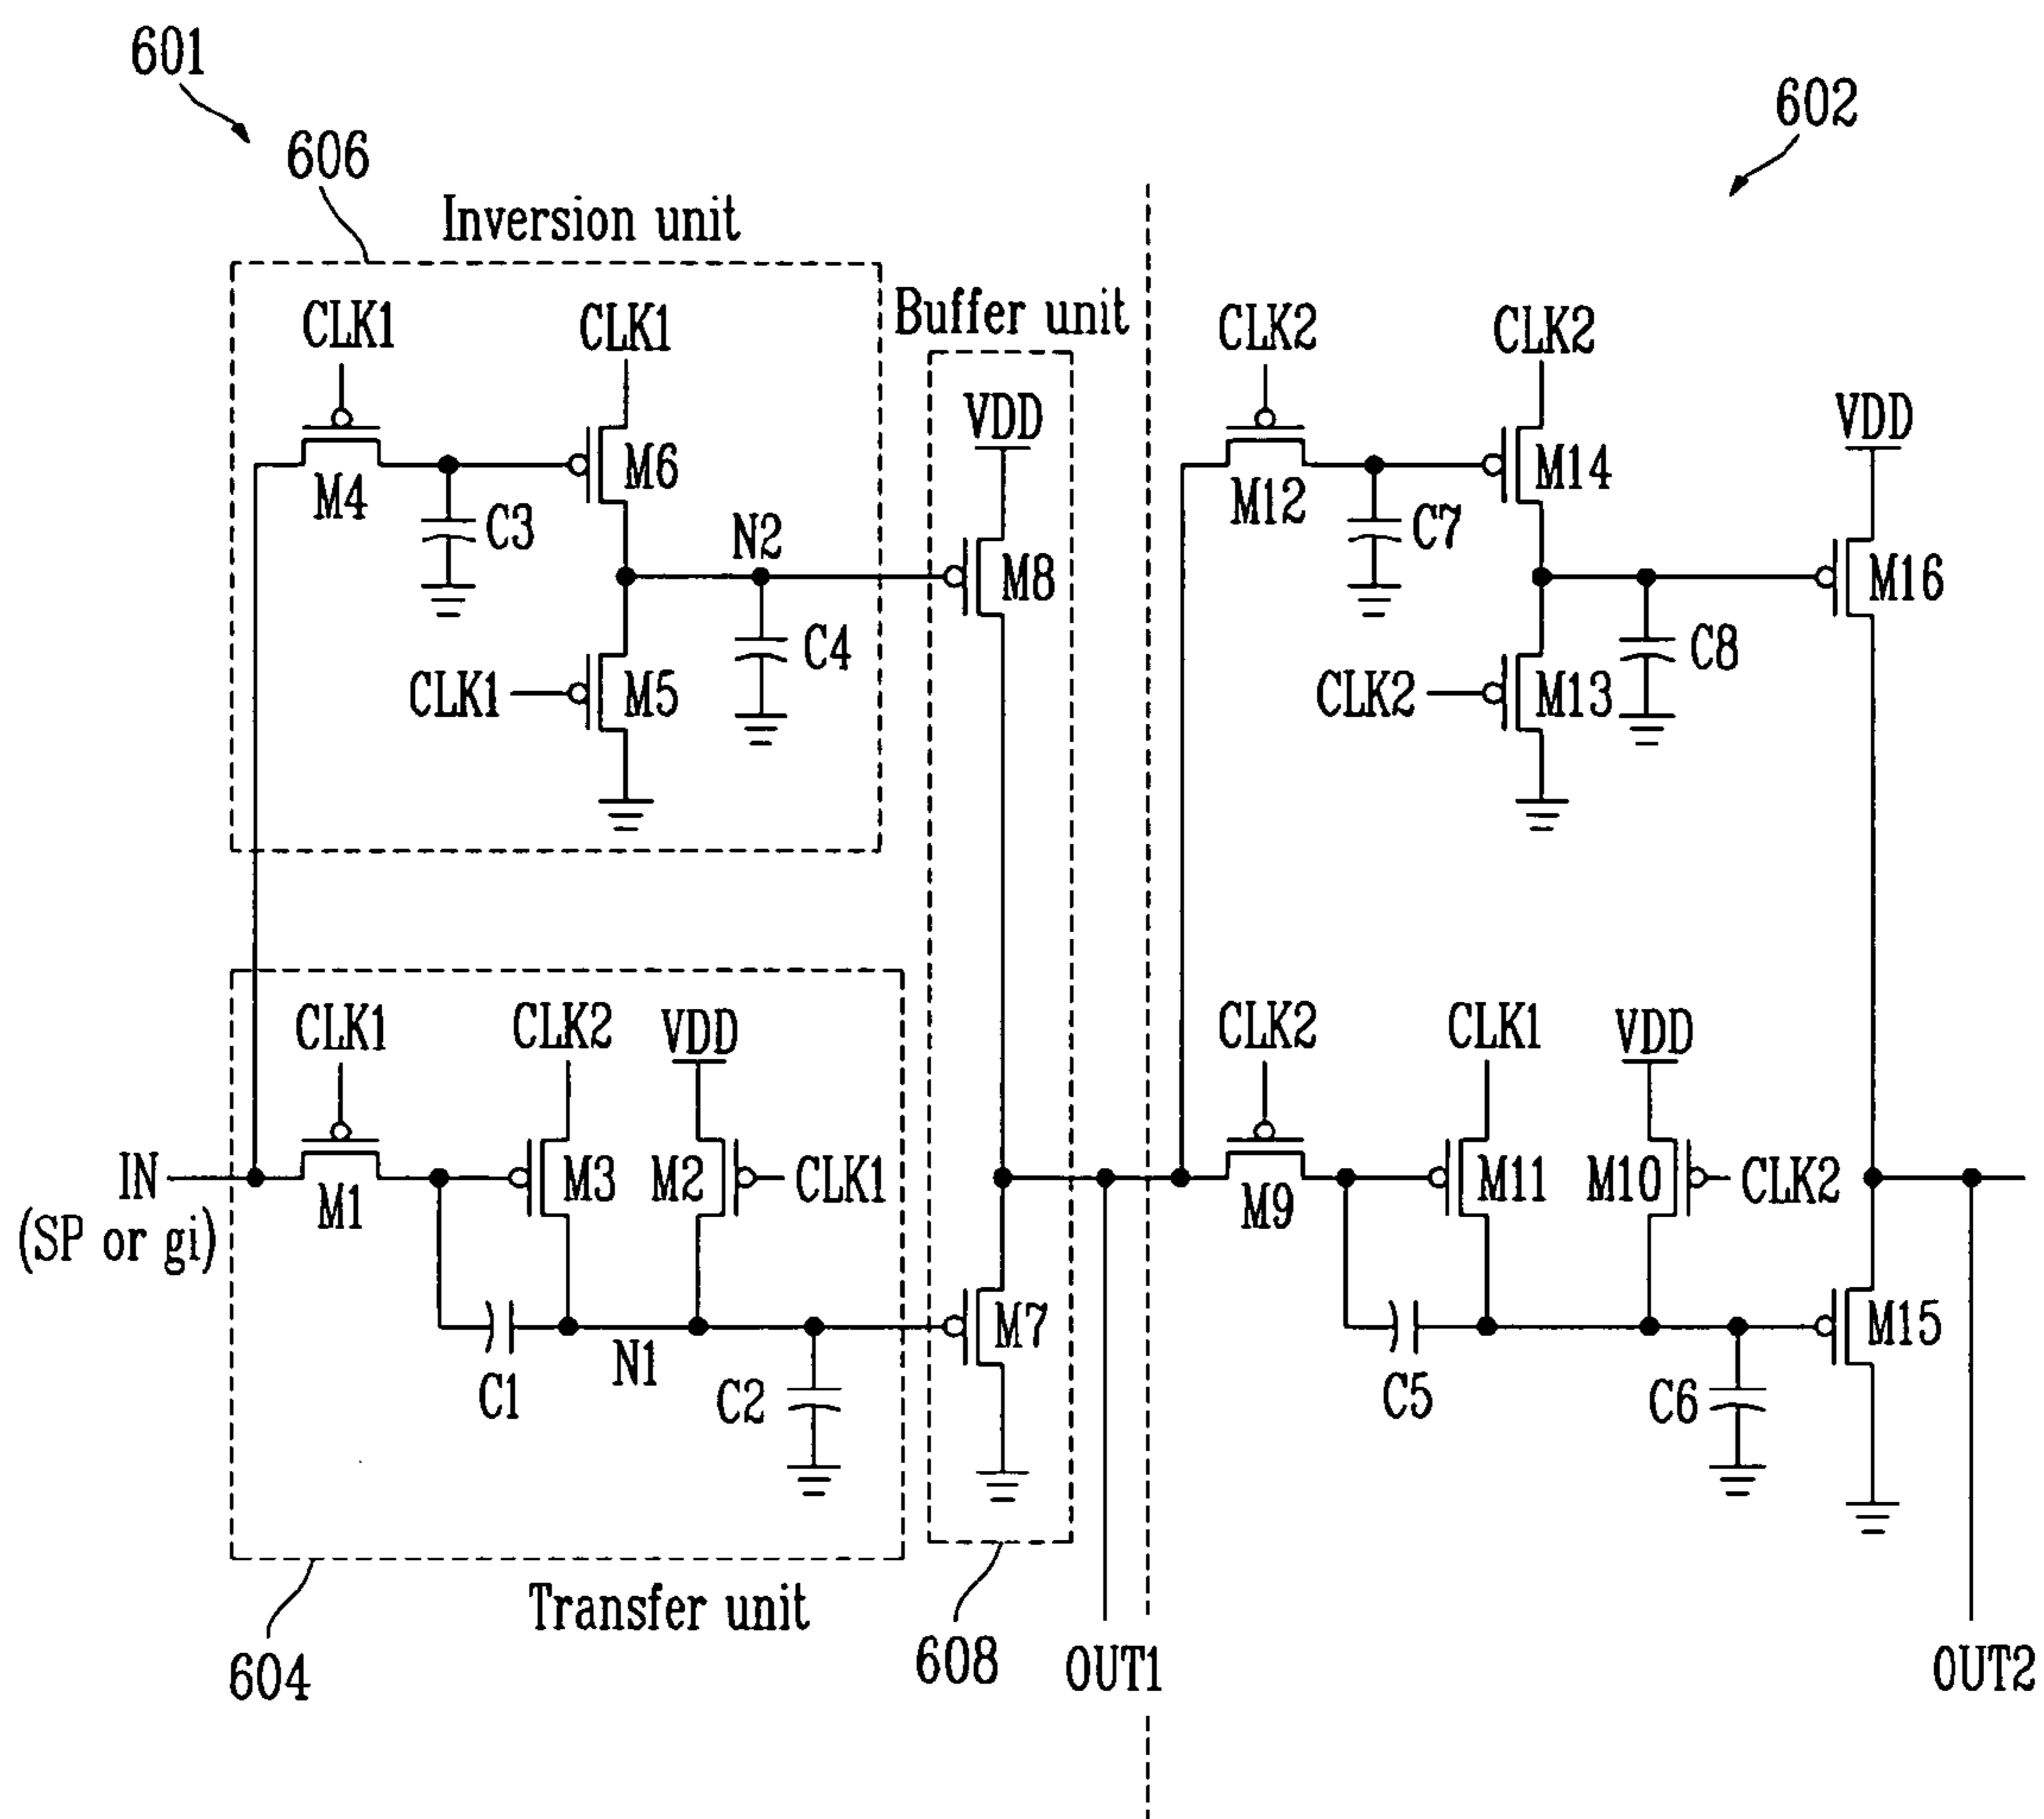 601
602
606
Inversion unit
CLK1
CLK1
Buffer unit
CLK2
CLK2
VDD
VDD
M4
M6
C3
N2
M8
M12
M14
C7
M16
C4
C8
CLK1
M5
CLK2
M13
CLK1
CLK2
VDD
CLK2
CLK1
VDD
IN
(SP or gi)
M1
M3
M2
CLK1
M9
M11
M10
CLK2
C1
N1
C2
M7
C5
C6
M15
Transfer unit
604
608
OUT1
OUT2